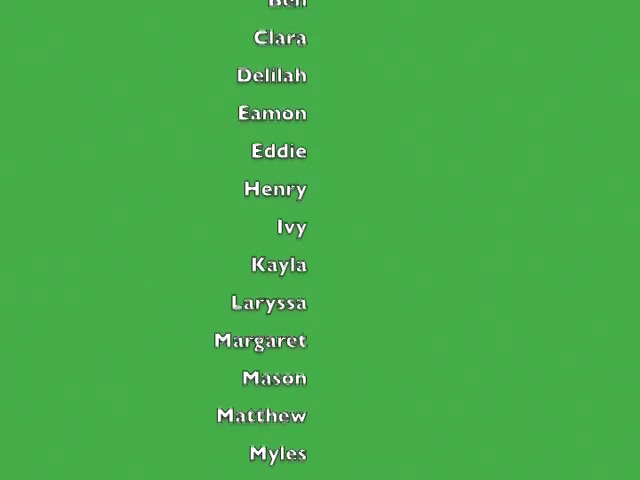 Clara
Delilah
Eamon
Eddie
Henry
Ivy
Kayla
Laryssa
Margaret
Mason
Matthew
Myles